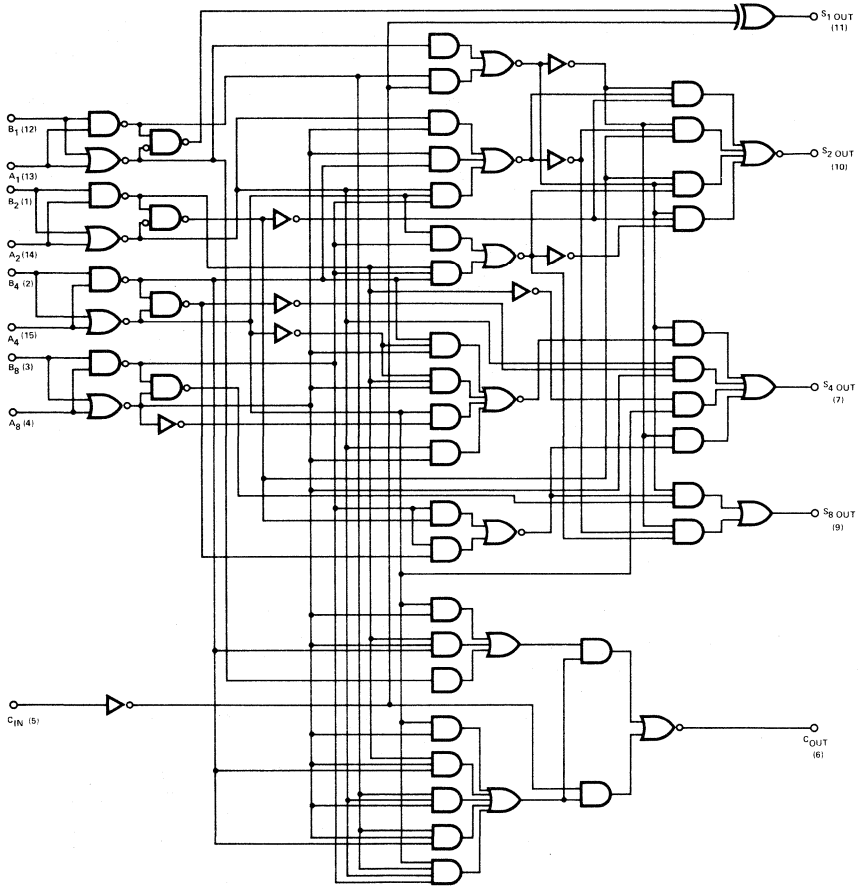 S1 OUT
(11)
B1 (12)
A1 (13)
B2 (1)
S2 OUT
(10)
A2 (14)
B4 (2)
A4 (15)
B8 (3)
S4 OUT
(7)
A8 (4)
S8 OUT
(9)
CIN (5)
COUT
(6)